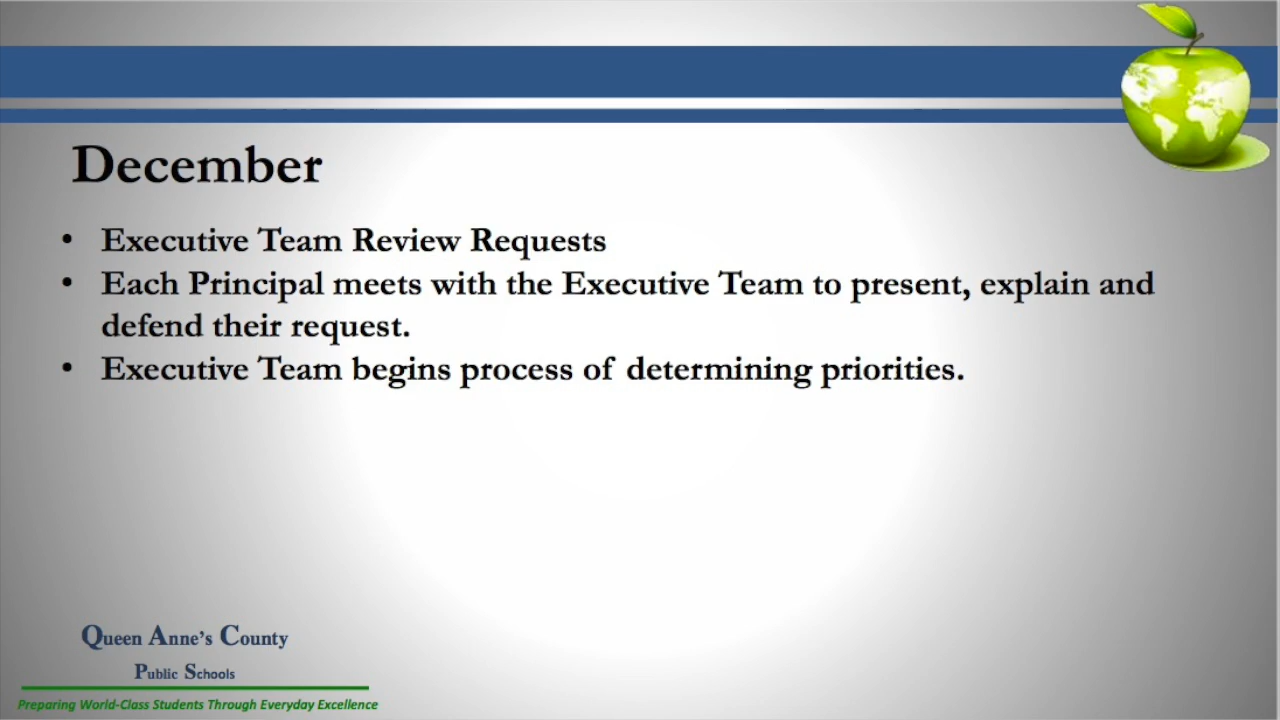 December
• Executive Team Review Requests
• Each Principal meets with the Executive Team to present, explain and
defend their request.
• Executive Team begins process of determining priorities.
Queen Anne's County
Public Schools
Preparing World-Class Students Through Everyday Excellence